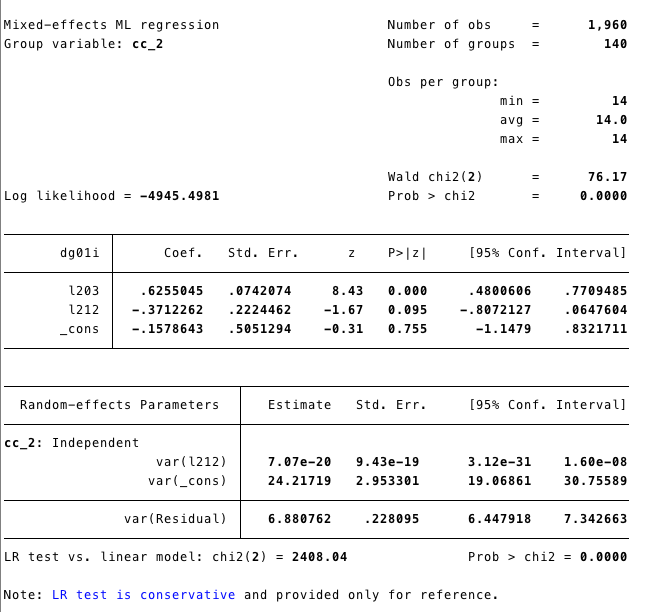 Mixed-effects ML regression Number of obs = 1,960
Group variable: cc_2 Number of groups = 140
Obs per group:
min = 14
avg = 14.0
max = 14
Wald chi2(2) = 76.17
Log likelihood = -4945.4981 Prob > chi2 = 0.0000
dg01i Coef. Std. Err. z P>|z| [95% Conf. Interval]
l203 .6255045 .0742074 8.43 0.000 .4800606 .7709485
l212 -.3712262 .2224462 -1.67 0.095 -.8072127 .0647604
_cons -.1578643 .5051294 -0.31 0.755 -1.1479 .8321711
Random-effects Parameters Estimate Std. Err. [95% Conf. Interval]
cc_2: Independent
var(l212) 7.07e-20 9.43e-19 3.12e-31 1.60e-08
var(_cons) 24.21719 2.953301 19.06861 30.75589
var(Residual) 6.880762 .228095 6.447918 7.342663
LR test vs. linear model: chi2(2) = 2408.04 Prob > chi2 = 0.0000
Note: LR test is conservative and provided only for reference.